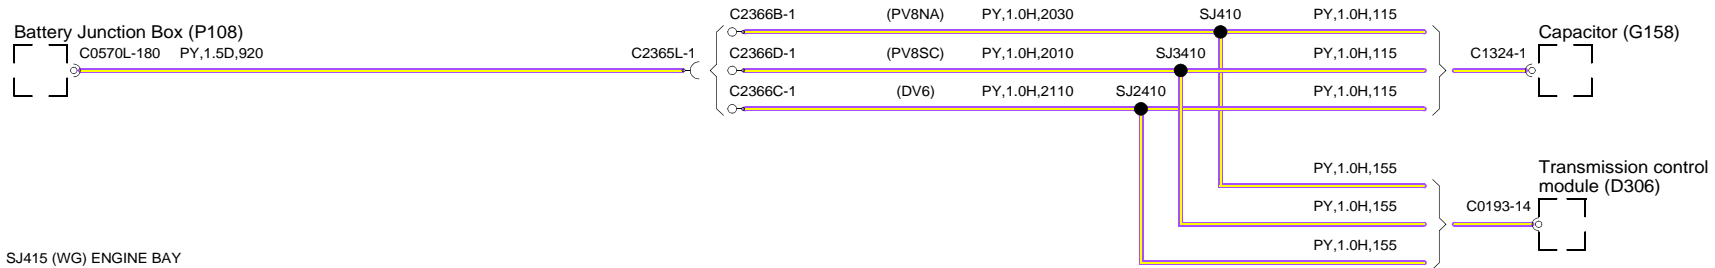 C2366B-1 (PV8NA) PY,1.0H,2030 SJ410 PY,1.0H,115
Battery Junction Box (P108) Capacitor (G158)
C0570L-180 PY,1.5D,920 C2365L-1 C2366D-1 (PV8SC) PY,1.0H,2010 SJ3410 PY,1.0H,115 C1324-1
C2366C-1 (DV6) PY,1.0H,2110 SJ2410 PY,1.0H,115
PY,1.0H,155 Transmission control
module (D306)
PY,1.0H,155 C0193-14
PY,1.0H,155
SJ415 (WG) ENGINE BAY